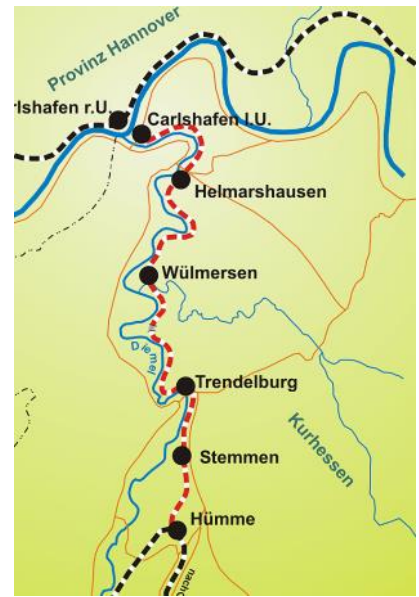 Provinz Hannover
rlshafen r.U.
Carlshafen l.U.
Helmarshausen
Wülmersen
Diemel
Trendelburg
Kurhessen
Stemmen
Hümme